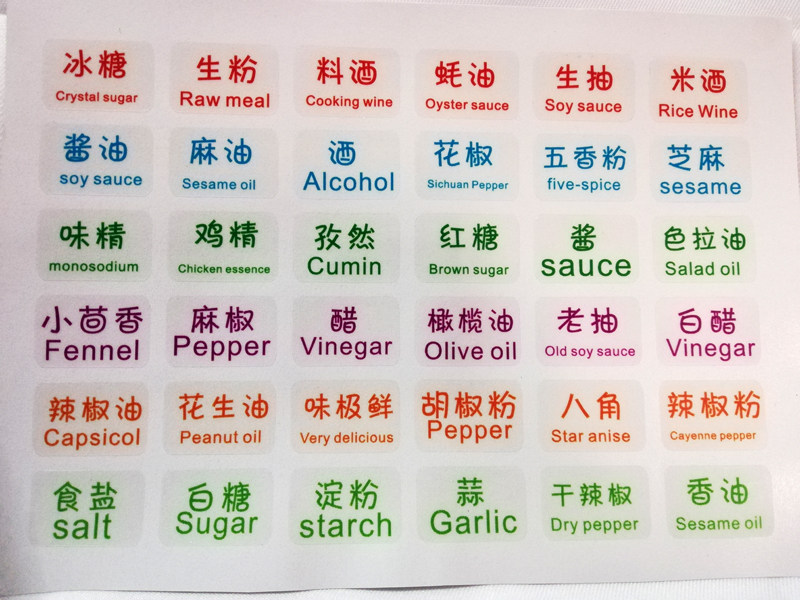 冰糖 生粉 料酒 蚝油 生抽 米酒
Crystal sugar Raw meal Cooking wine Oyster sauce Soy sauce Rice Wine
酱油 麻油 酒 花椒 五香粉 芝麻
soy sauce Sesame oil Alcohol Sichuan Pepper five-spice sesame
味精 鸡精 孜然 红糖 酱 色拉油
monosodium Chicken essence Cumin Brown sugar sauce Salad oil
小茴香 麻椒 醋 橄榄油 老抽 白醋
Fennel Pepper Vinegar Olive oil Old soy sauce Vinegar
辣椒油 花生油 味极鲜 胡椒粉 八角 辣椒粉
Capsicol Peanut oil Very delicious Pepper Star anise Cayenne pepper
食盐 白糖 淀粉 蒜 干辣椒 香油
salt Sugar starch Garlic Dry pepper Sesame oil